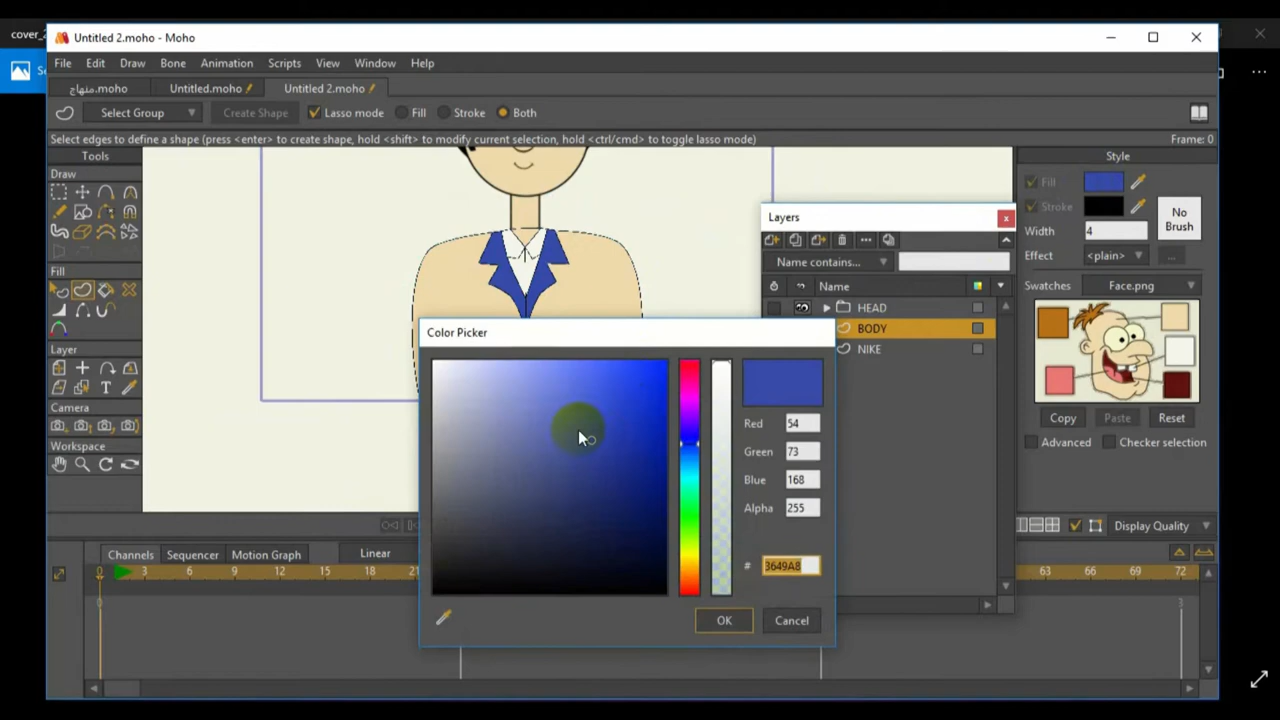 cover_2
Untitled 2.moho - Moho
File Edit Draw Bone Animation Scripts View Window Help
منهاج.moho Untitled.moho Untitled 2.moho
Select Group Create Shape Lasso mode Fill Stroke Both
Select edges to define a shape (press <enter> to create shape, hold <shift> to modify current selection, hold <ctrl/cmd> to toggle lasso mode) Frame: 0
Tools
Draw
Fill
Layer
T
Camera
Workspace
Style
Fill
Stroke
No
Brush
Width 4
Effect <plain> ...
Swatches Face.png
Copy Paste Reset
Advanced Checker selection
Layers
Name contains...
Name
HEAD
BODY
NIKE
Color Picker
Red 54
Green 73
Blue 168
Alpha 255
# 3649A8
OK Cancel
Display Quality
Channels Sequencer Motion Graph Linear
0 3 6 9 12 15 18 21 63 66 69 72
0 3